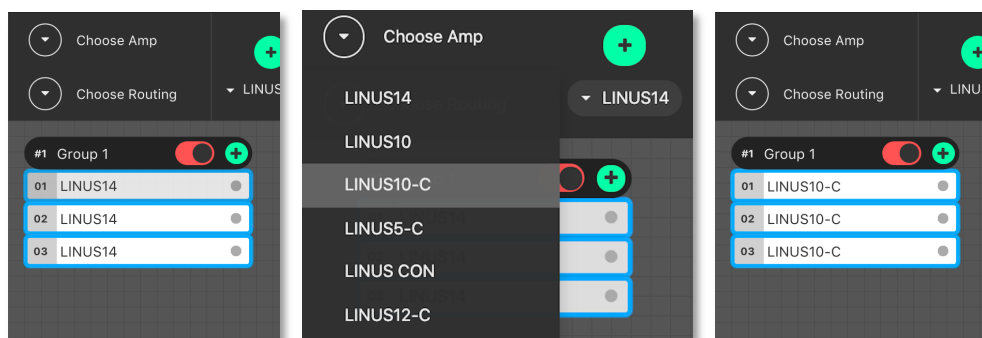 Choose Amp
Choose Routing
LINUS
#1 Group 1
01 LINUS14
02 LINUS14
03 LINUS14
Choose Amp
LINUS14
LINUS14
LINUS10
LINUS10-C
LINUS5-C
LINUS CON
LINUS12-C
Choose Amp
Choose Routing
LINU
#1 Group 1
01 LINUS10-C
02 LINUS10-C
03 LINUS10-C